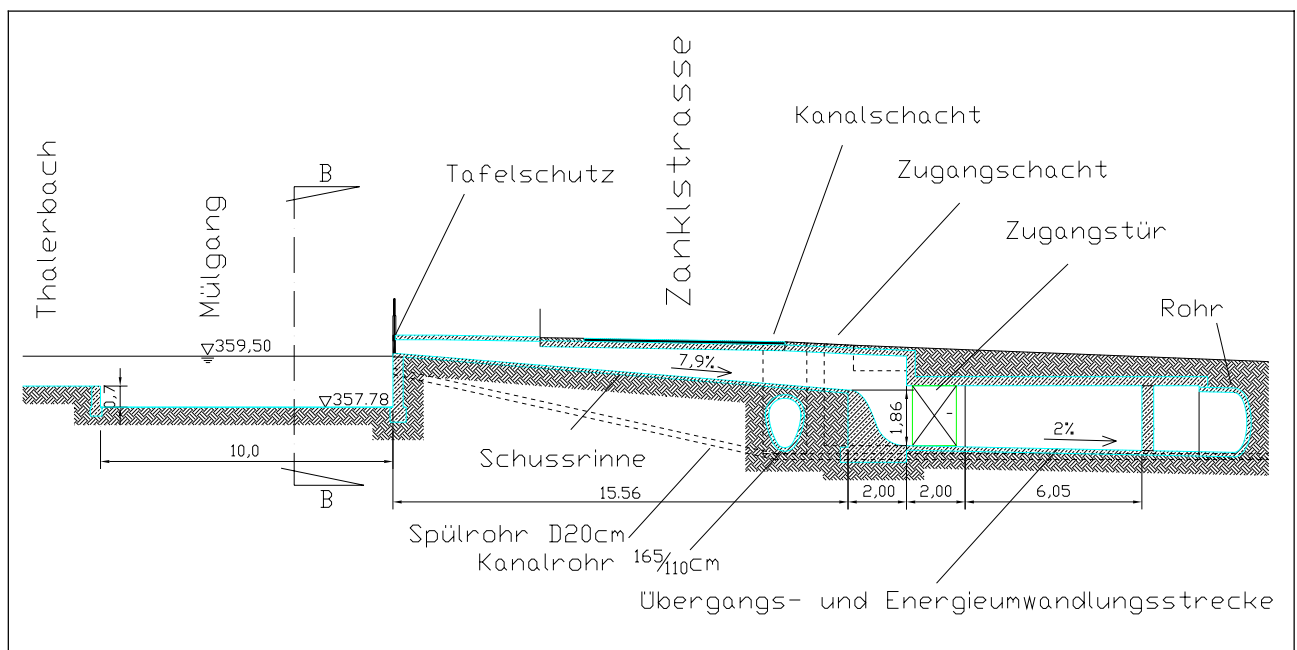 Thalerbach
Mülgang
B
Tafelschutz
Zanklstrasse
Kanalschacht
Zugangschacht
Zugangstür
Rohr
359,50
7,9%
0,7
357.78
1,86
2%
10,0
B
Schussrinne
15.56
2,00
2,00
6,05
Spülrohr D20cm
Kanalrohr 165/110cm
Übergangs- und Energieumwandlungsstrecke